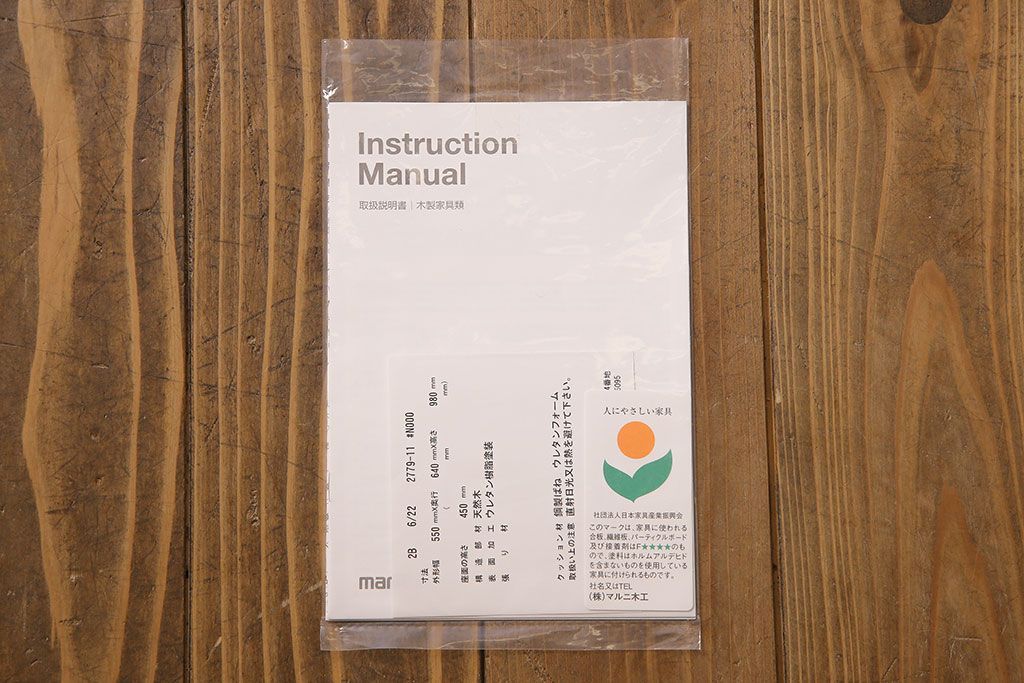 Instruction
Manual
取扱説明書｜木製家具類
2B 6/22 2779-11 #N000
寸法
外形幅 550 mmX奥行 640 mmX高さ 980 mm
( mm mm)
座面の高さ 450 mm
構造部材 天然木
表面加工 ウレタン樹脂塗装
張り材
クッション材 鋼製ばね ウレタンフォーム
取扱い上の注意 直射日光又は熱を避けて下さい。
4番地
5095
mar
人にやさしい家具
社団法人日本家具産業振興会
このマークは、家具に使われる
合板、繊維板、パーティクルボード
及び接着剤はF★★★★のも
ので、塗料はホルムアルデヒド
を含まないものを使用している
家具に付けられるものです。
社名又はTEL
(株)マルニ木工